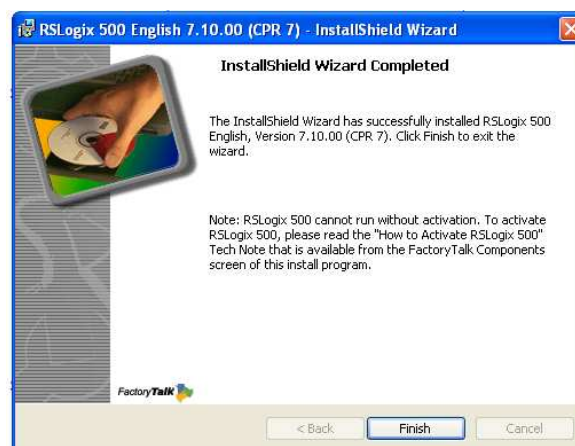 RSLogix 500 English 7.10.00 (CPR 7) - InstallShield Wizard
InstallShield Wizard Completed
The InstallShield Wizard has successfully installed RSLogix 500
English, Version 7.10.00 (CPR 7). Click Finish to exit the
wizard.
Note: RSLogix 500 cannot run without activation. To activate
RSLogix 500, please read the "How to Activate RSLogix 500"
Tech Note that is available from the FactoryTalk Components
screen of this install program.
FactoryTalk
< Back
Finish
Cancel